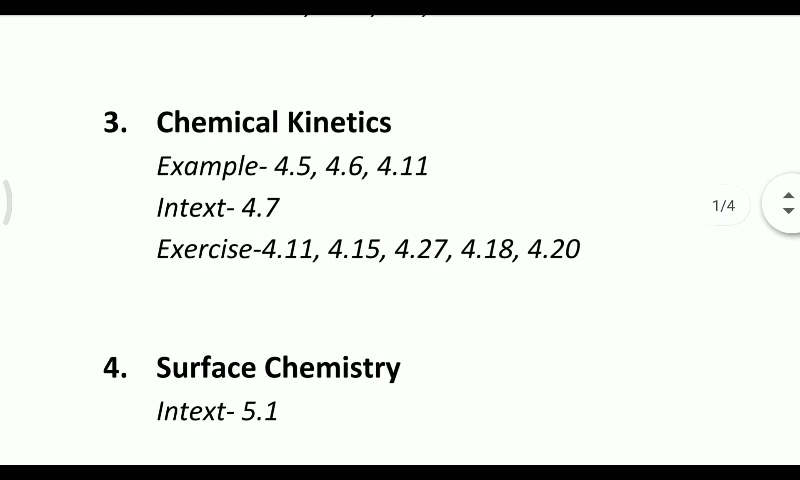 3. Chemical Kinetics
Example- 4.5, 4.6, 4.11
Intext- 4.7
1/4
Exercise-4.11, 4.15, 4.27, 4.18, 4.20
4. Surface Chemistry
Intext- 5.1